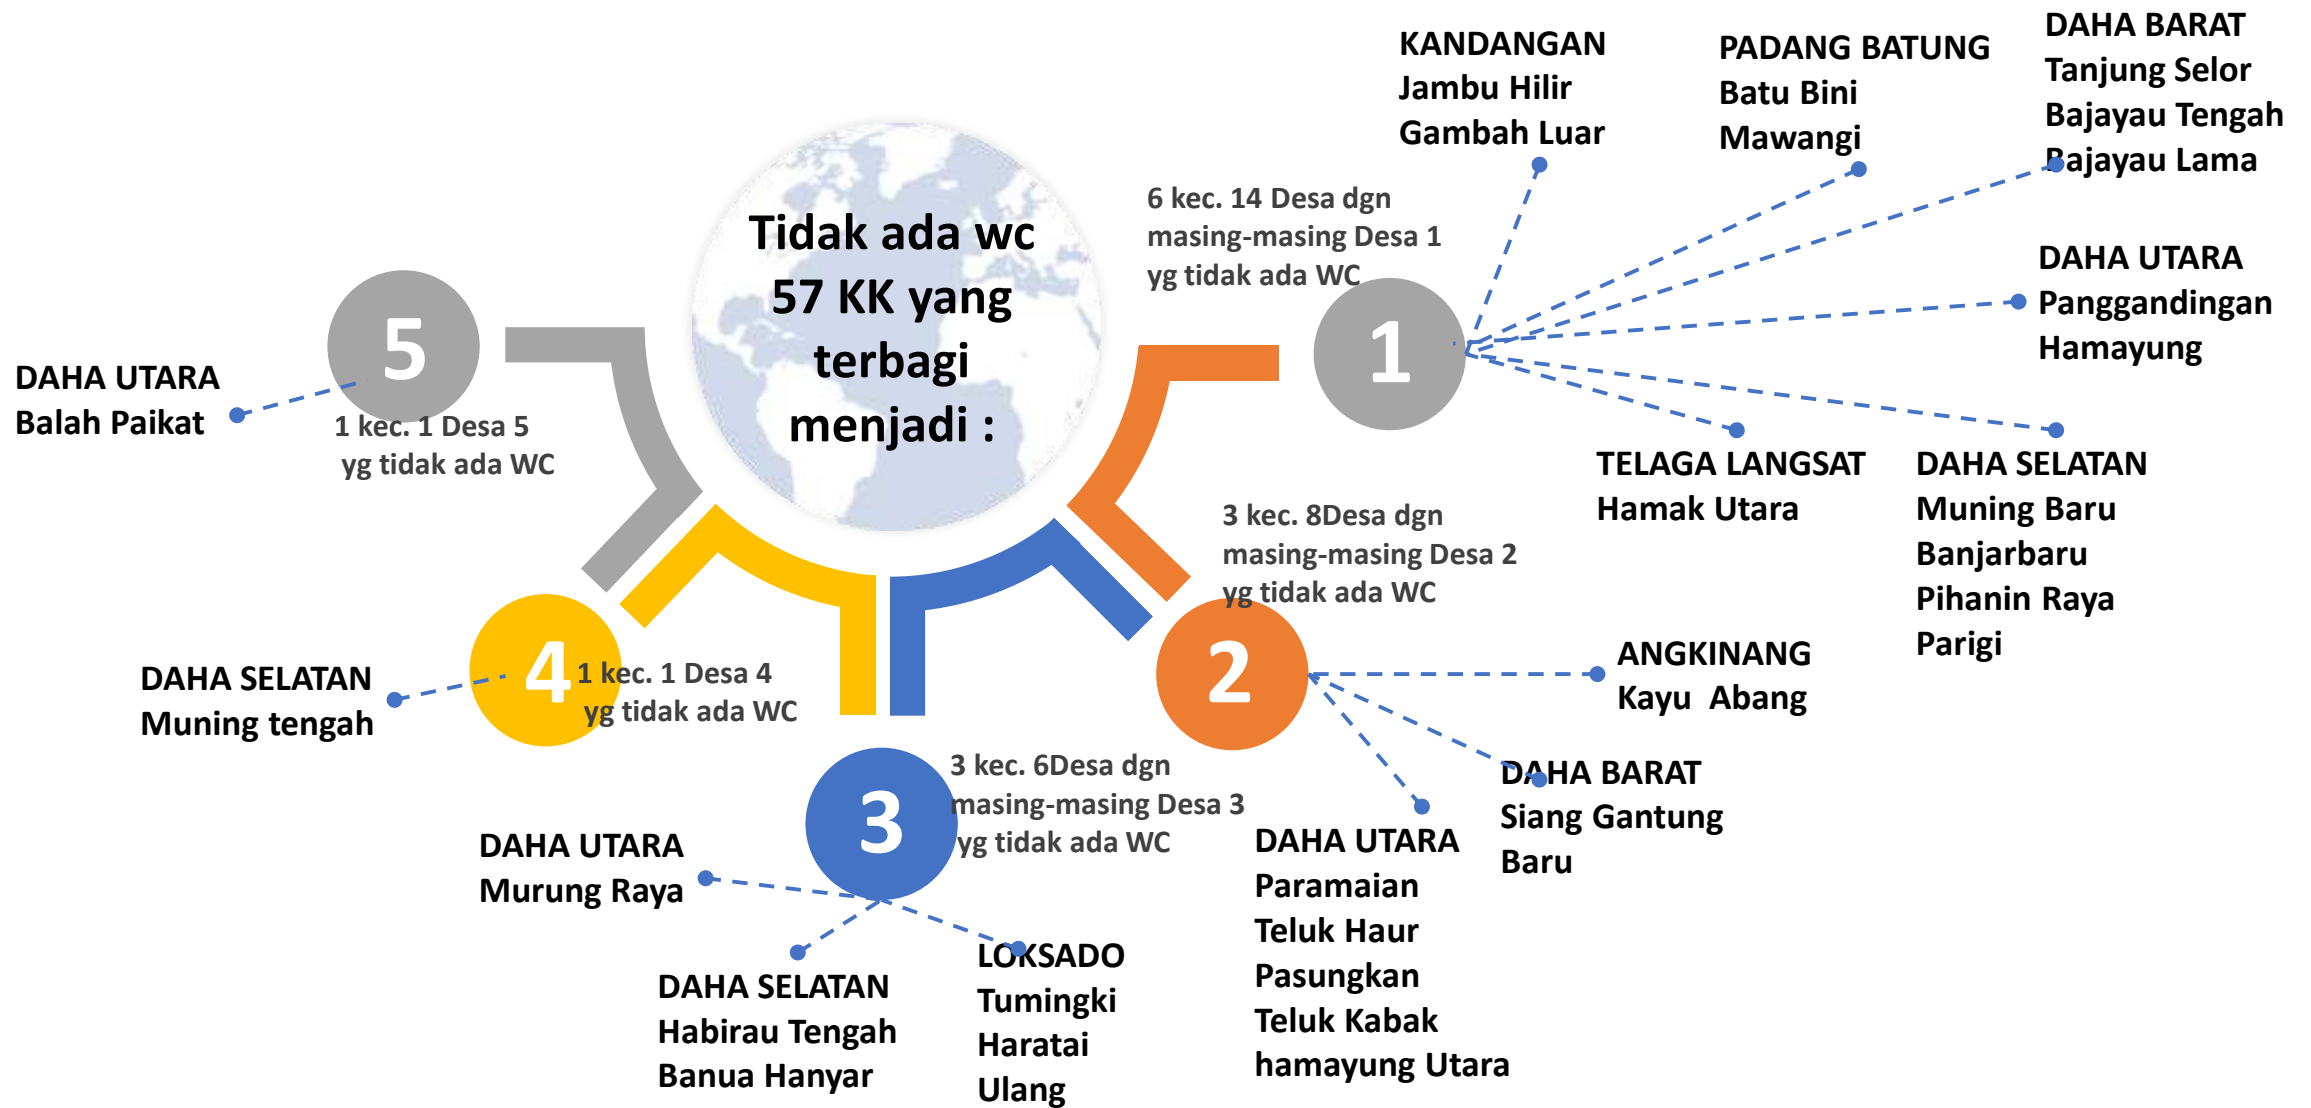 Tidak ada wc
57 KK yang
terbagi
menjadi :
1
6 kec. 14 Desa dgn
masing-masing Desa 1
yg tidak ada WC
KANDANGAN
Jambu Hilir
Gambah Luar
PADANG BATUNG
Batu Bini
Mawangi
DAHA BARAT
Tanjung Selor
Bajayau Tengah
Bajayau Lama
DAHA UTARA
Panggandingan
Hamayung
TELAGA LANGSAT
Hamak Utara
DAHA SELATAN
Muning Baru
Banjarbaru
Pihanin Raya
Parigi
2
3 kec. 8Desa dgn
masing-masing Desa 2
yg tidak ada WC
ANGKINANG
Kayu  Abang
DAHA BARAT
Siang Gantung
Baru
DAHA UTARA
Paramaian
Teluk Haur
Pasungkan
Teluk Kabak
hamayung Utara
3
3 kec. 6Desa dgn
masing-masing Desa 3
yg tidak ada WC
DAHA UTARA
Murung Raya
DAHA SELATAN
Habirau Tengah
Banua Hanyar
LOKSADO
Tumingki
Haratai
Ulang
4
1 kec. 1 Desa 4
yg tidak ada WC
DAHA SELATAN
Muning tengah
5
1 kec. 1 Desa 5
yg tidak ada WC
DAHA UTARA
Balah Paikat